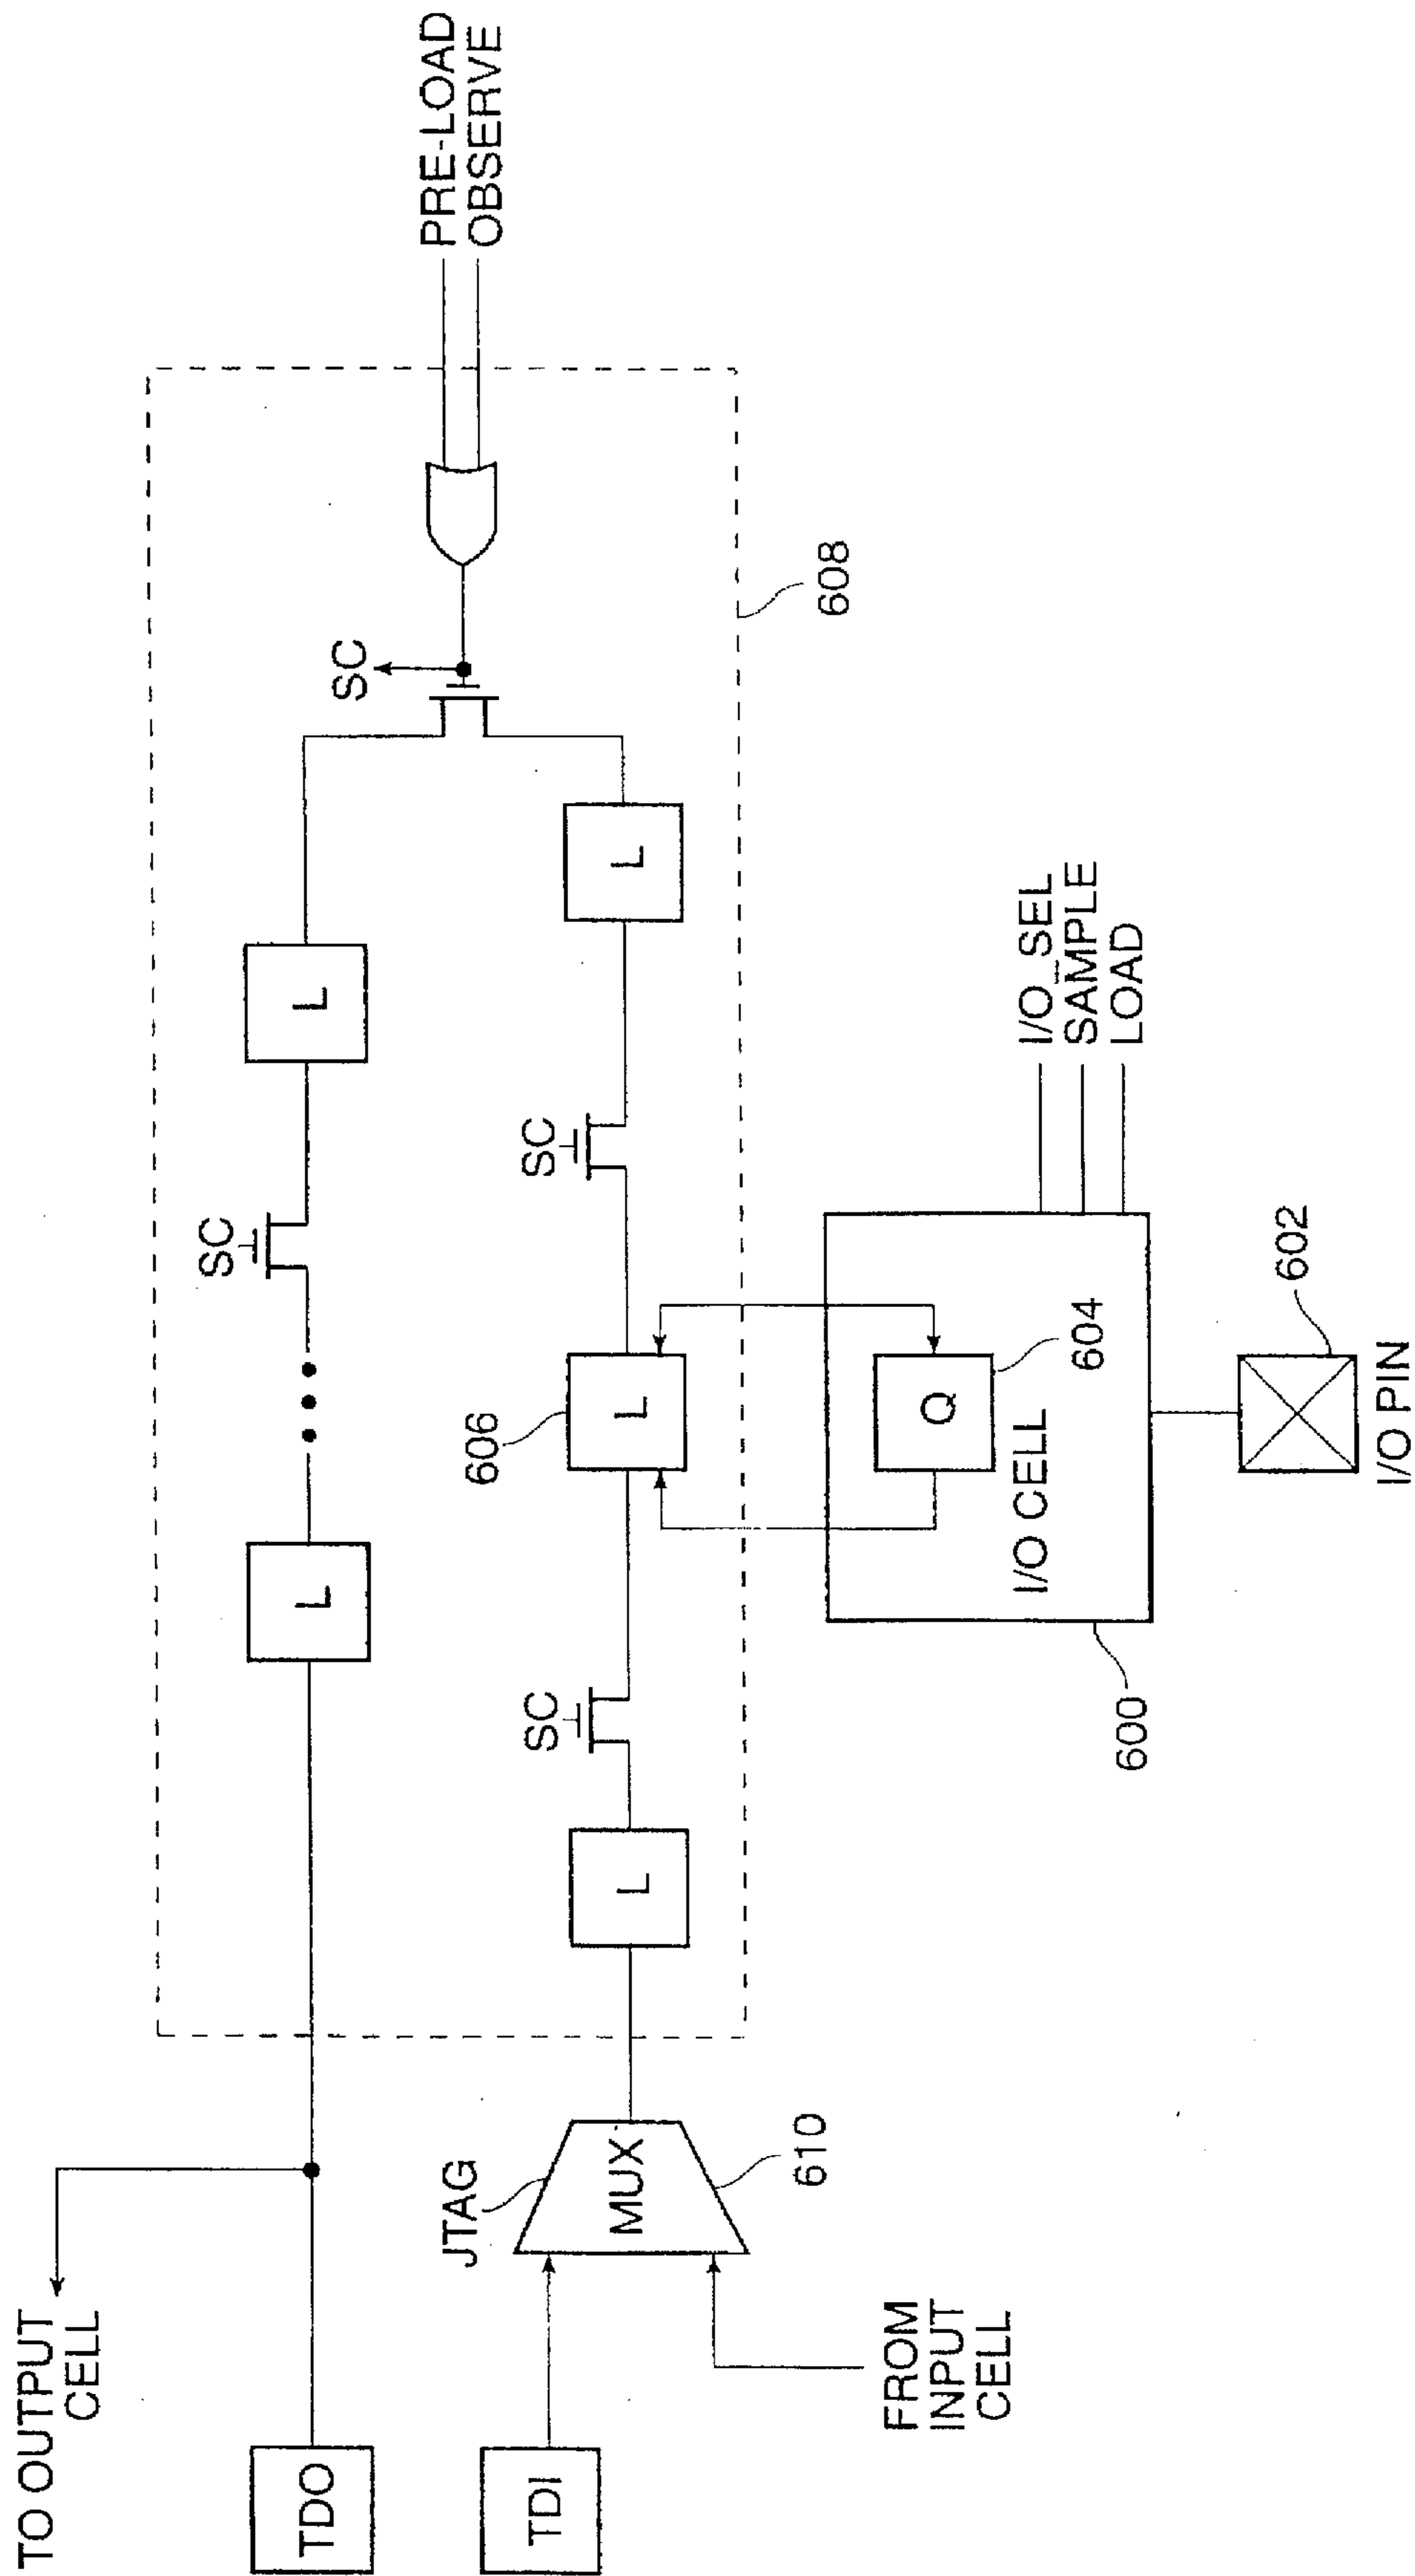 TO OUTPUT
CELL
TDO
TDI
JTAG
MUX
610
FROM
INPUT
CELL
L
SC
L
SC
PRE-LOAD
OBSERVE
L
SC
606
L
SC
L
L
608
Q
604
I/O CELL
600
I/O_SEL
SAMPLE
LOAD
602
I/O PIN